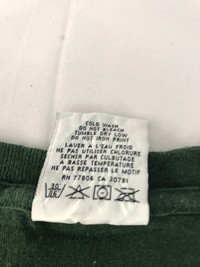 COLD WASH
DO NOT BLEACH
TUMBLE DRY LOW
DO NOT IRON PRINT
LAVER A L'EAU FROID
NE PAS UTILISER CHLORURE
SECHER PAR CULBUTAGE
A BASSE TEMPERATURE
NE PAS REPASSER LE MOTIF
RN 77806 CA 30781